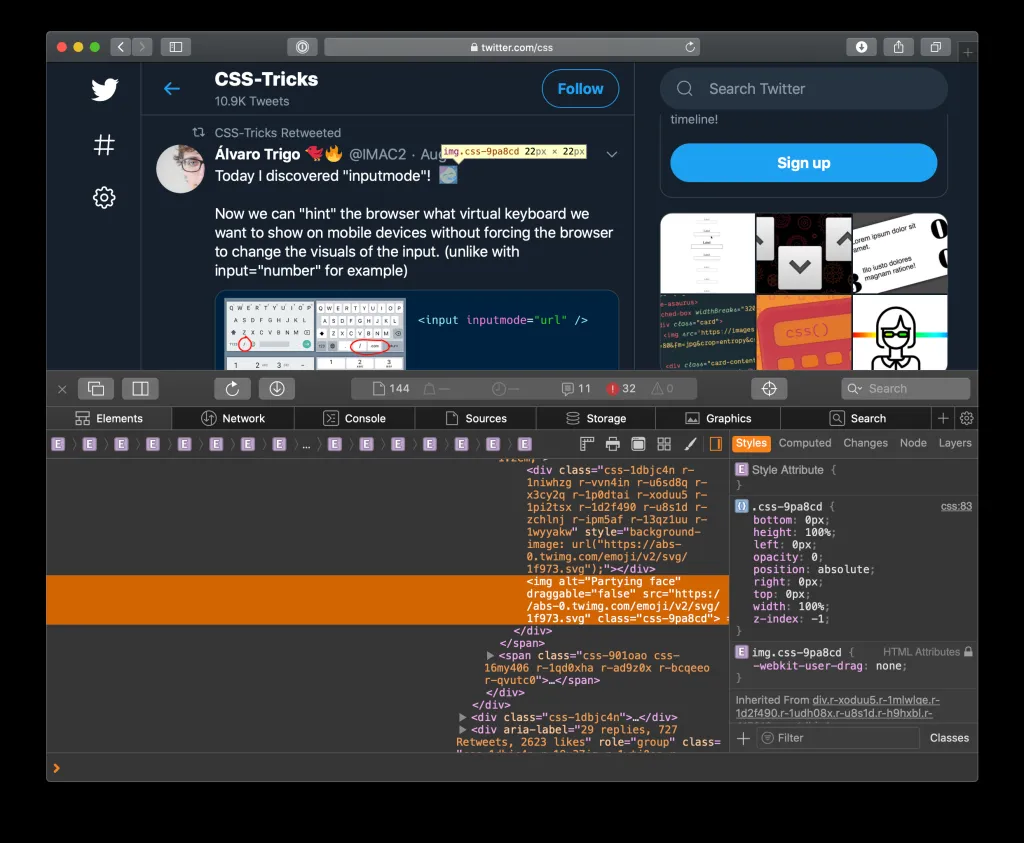 twitter.com/css
CSS-Tricks
10.9K Tweets
Follow
Search Twitter
timeline!
Sign up
CSS-Tricks Retweeted
Álvaro Trigo @IMAC2 · Aug
img.css-9pa8cd 22px × 22px
Today I discovered "inputmode"!
Now we can "hint" the browser what virtual keyboard we
want to show on mobile devices without forcing the browser
to change the visuals of the input. (unlike with
input="number" for example)
Q W E R T Y U I O P
A S D F G H J K L
Z X C V B N M
Q W E R T Y U I O P
A S D F G H J K L
Z X C V B N M
<input inputmode="url" />
Lorem ipsum dolor sit
amet.
Illo iusto dolores
magnam ratione!
css()
144
11
32
0
Search
Elements
Network
Console
Sources
Storage
Graphics
Search
E E E E E E E E … E E E E E E E
Styles
Computed
Changes
Node
Layers
<div class="css-1dbjc4n r-
1niwhzg r-vvn4in r-u6sd8q r-
x3cy2q r-1p0dtai r-xoduu5 r-
1pi2tsx r-1d2f490 r-u8s1d r-
zchlnj r-ipm5af r-13qz1uu r-
1wyyakw" style="background-
image: url("https://abs-
0.twimg.com/emoji/v2/svg/
1f973.svg");"></div>
<img alt="Partying face"
draggable="false" src="https:/
/abs-0.twimg.com/emoji/v2/svg/
1f973.svg" class="css-9pa8cd"> =
</div>
</span>
<span class="css-901oao css-
16my406 r-1qd0xha r-ad9z0x r-bcqeeo
r-qvutc0">…</span>
</div>
</div>
<div class="css-1dbjc4n">…</div>
<div aria-label="29 replies, 727
Retweets, 2623 likes" role="group" class=
E Style Attribute {
}
.css-9pa8cd { css:83
bottom: 0px;
height: 100%;
left: 0px;
opacity: 0;
position: absolute;
right: 0px;
top: 0px;
width: 100%;
z-index: -1;
}
E img.css-9pa8cd { HTML Attributes
-webkit-user-drag: none;
}
Inherited From div.r-xoduu5.r-1mlwlqe.r-
1d2f490.r-1udh08x.r-u8s1d.r-h9hxbl.r-
Filter
Classes